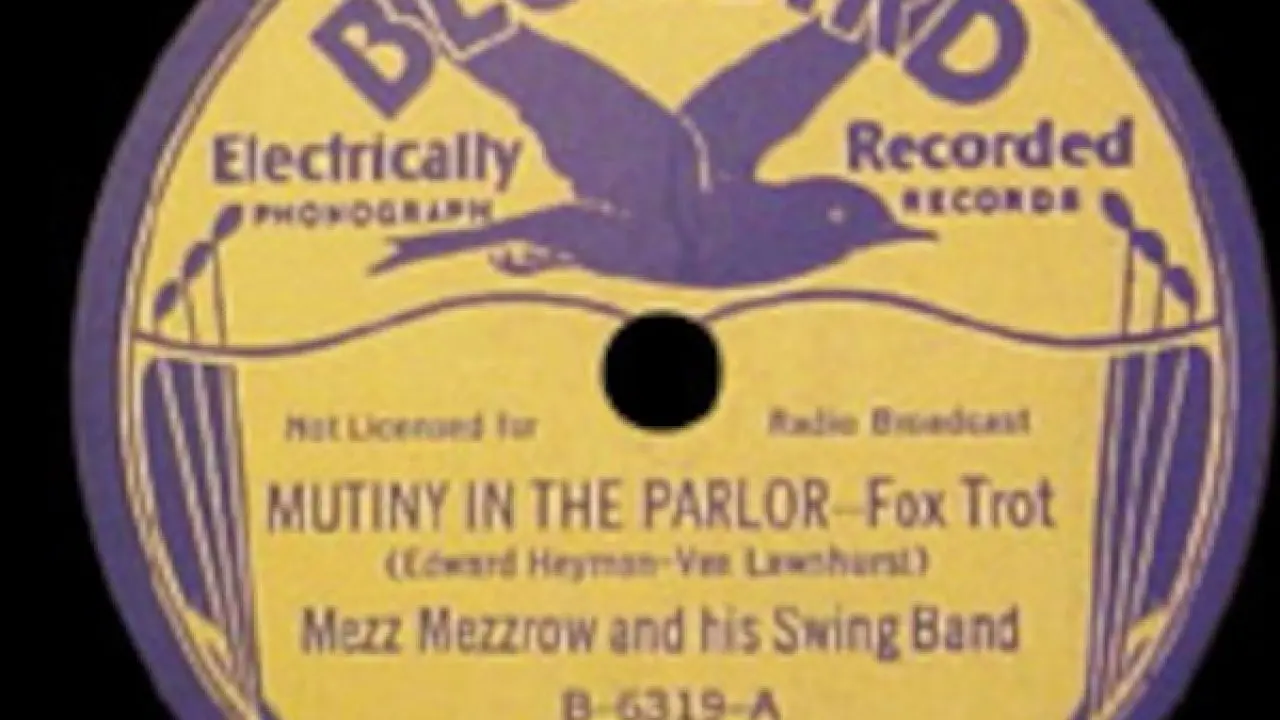 BLUEBIRD
Electrically Recorded
PHONOGRAPH RECORDS
Not Licensed for Radio Broadcast
MUTINY IN THE PARLOR–Fox Trot
(Edward Heyman-Vee Lawnhurst)
Mezz Mezzrow and his Swing Band
B-6319-A